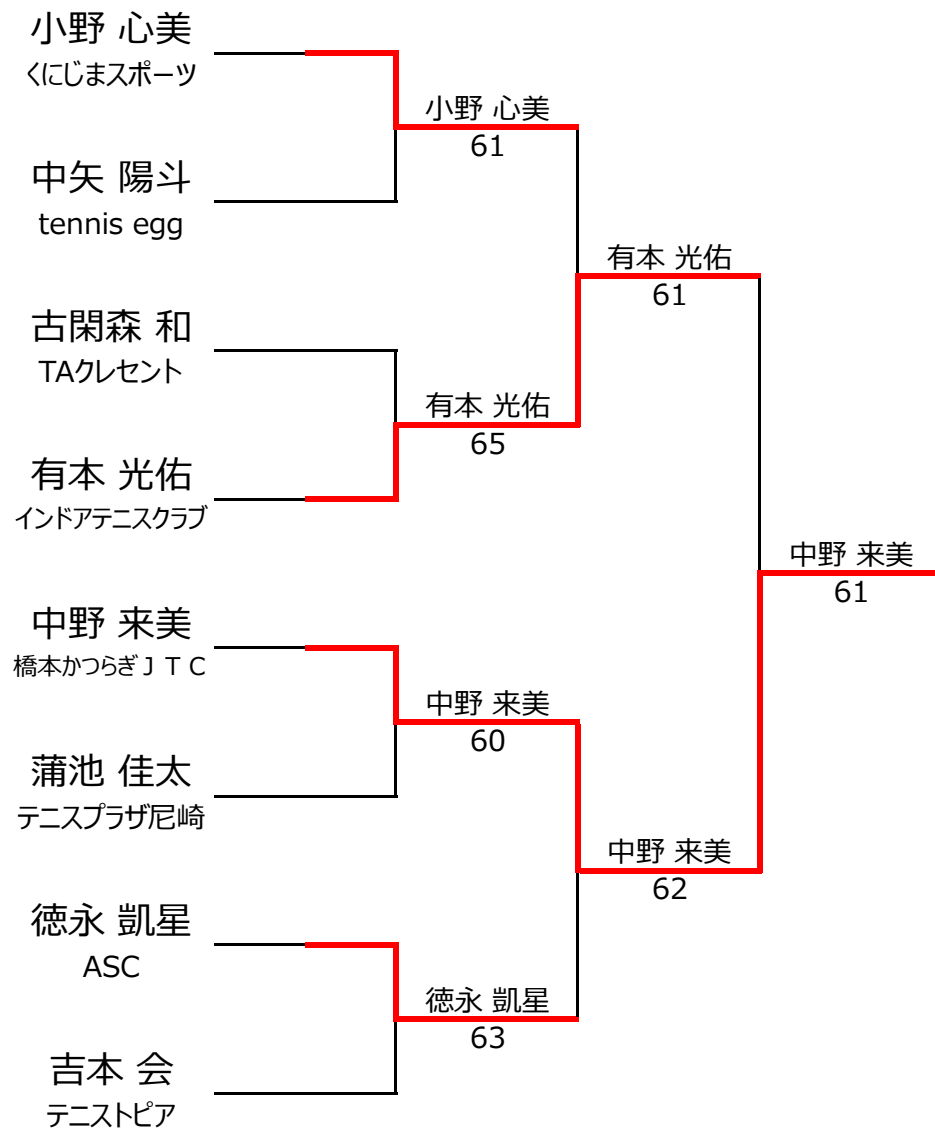 小野 心美
くにじまスポーツ
小野 心美
61
中矢 陽斗
tennis egg
有本 光佑
61
古閑森 和
TAクレセント
有本 光佑
65
有本 光佑
インドアテニスクラブ
中野 来美
61
中野 来美
橋本かつらぎＪＴＣ
中野 来美
60
蒲池 佳太
テニスプラザ尼崎
中野 来美
62
徳永 凱星
ASC
徳永 凱星
63
吉本 会
テニストピア